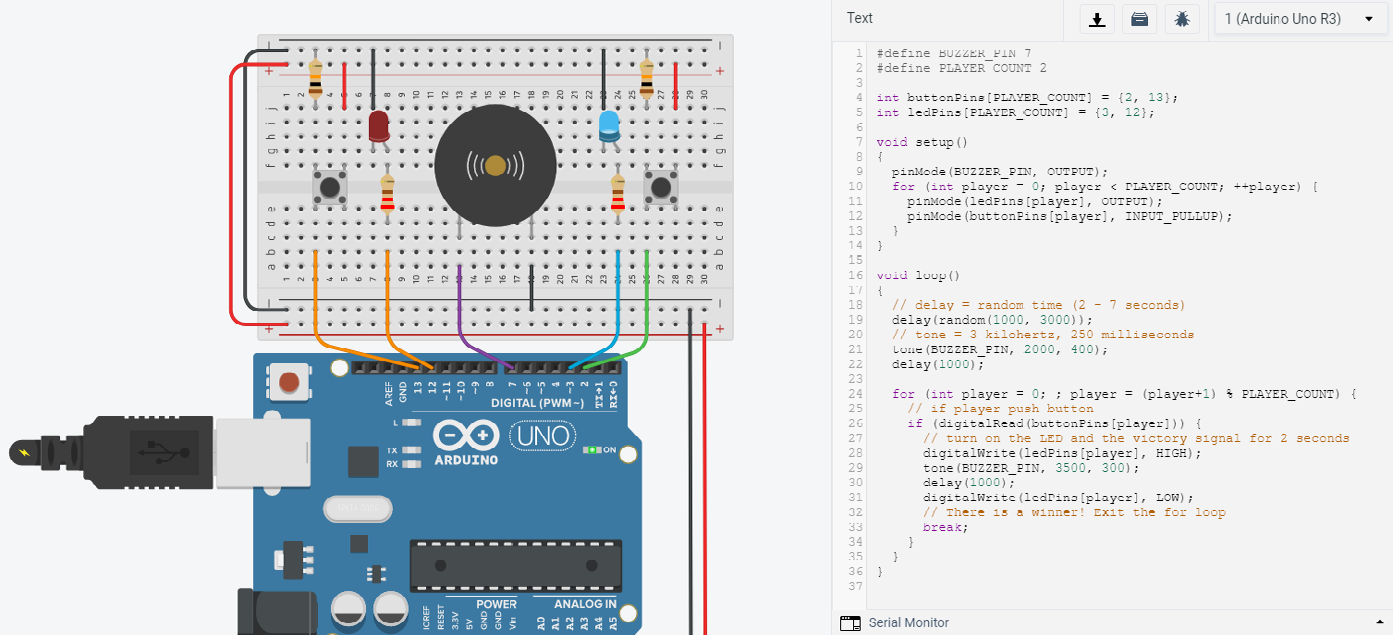 Text
1 (Arduino Uno R3)
1 #define BUZZER_PIN 7
2 #define PLAYER_COUNT 2
3
4 int buttonPins[PLAYER_COUNT] = {2, 13};
5 int ledPins[PLAYER_COUNT] = {3, 12};
6
7 void setup()
8 {
9 pinMode(BUZZER_PIN, OUTPUT);
10 for (int player = 0; player < PLAYER_COUNT; ++player) {
11 pinMode(ledPins[player], OUTPUT);
12 pinMode(buttonPins[player], INPUT_PULLUP);
13 }
14 }
15
16 void loop()
17 {
18 // delay = random time (2 - 7 seconds)
19 delay(random(1000, 3000));
20 // tone = 3 kilohertz, 250 milliseconds
21 tone(BUZZER_PIN, 2000, 400);
22 delay(1000);
23
24 for (int player = 0; ; player = (player+1) % PLAYER_COUNT) {
25 // if player push button
26 if (digitalRead(buttonPins[player])) {
27 // turn on the LED and the victory signal for 2 seconds
28 digitalWrite(ledPins[player], HIGH);
29 tone(BUZZER_PIN, 3500, 300);
30 delay(1000);
31 digitalWrite(ledPins[player], LOW);
32 // There is a winner! Exit the for loop
33 break;
34 }
35 }
36 }
37
Serial Monitor
1 2 3 4 5 6 7 8 9 10 11 12 13 14 15 16 17 18 19 20 21 22 23 24 25 26 27 28 29 30
j
i
h
g
f
e
d
c
b
a
AREF
GND
13
12
~11
~10
~9
8
7
~6
~5
4
~3
2
TX→1
RX←0
DIGITAL (PWM~)
L
TX
RX
ARDUINO
UNO
ON
POWER
ANALOG IN
ICREF
RESET
3.3V
5V
GND
GND
Vin
A0
A1
A2
A3
A4
A5